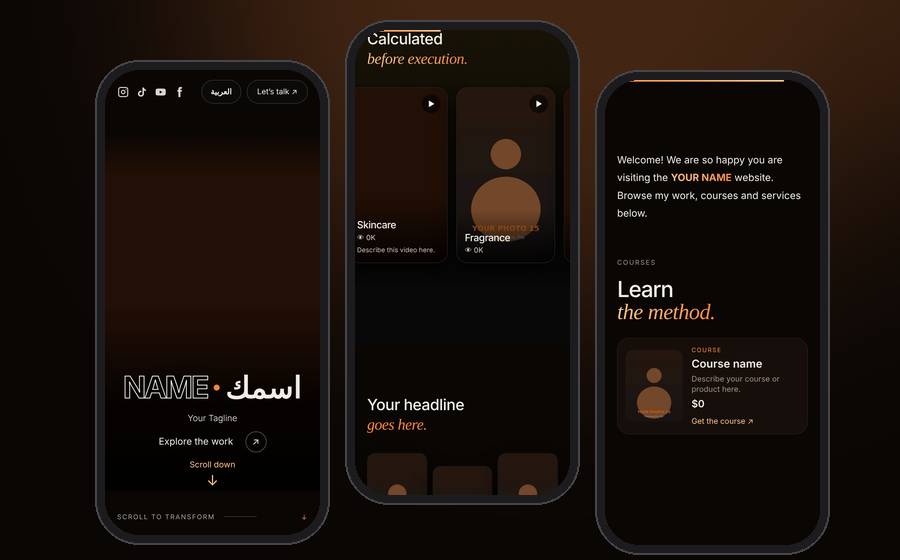 العربية
Let's talk ↗
NAME • اسمك
Your Tagline
Explore the work ↗
Scroll down
SCROLL TO TRANSFORM
Calculated
before execution.
Skincare
0K
Describe this video here.
YOUR PHOTO 15
Fragrance
0K
Your headline
goes here.
Welcome! We are so happy you are
visiting the YOUR NAME website.
Browse my work, courses and services
below.
COURSES
Learn
the method.
COURSE
Course name
Describe your course or
product here.
$0
Get the course ↗